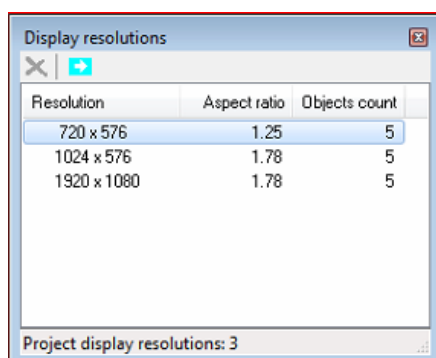 Display resolutions
Resolution Aspect ratio Objects count
720 x 576 1.25 5
1024 x 576 1.78 5
1920 x 1080 1.78 5
Project display resolutions: 3